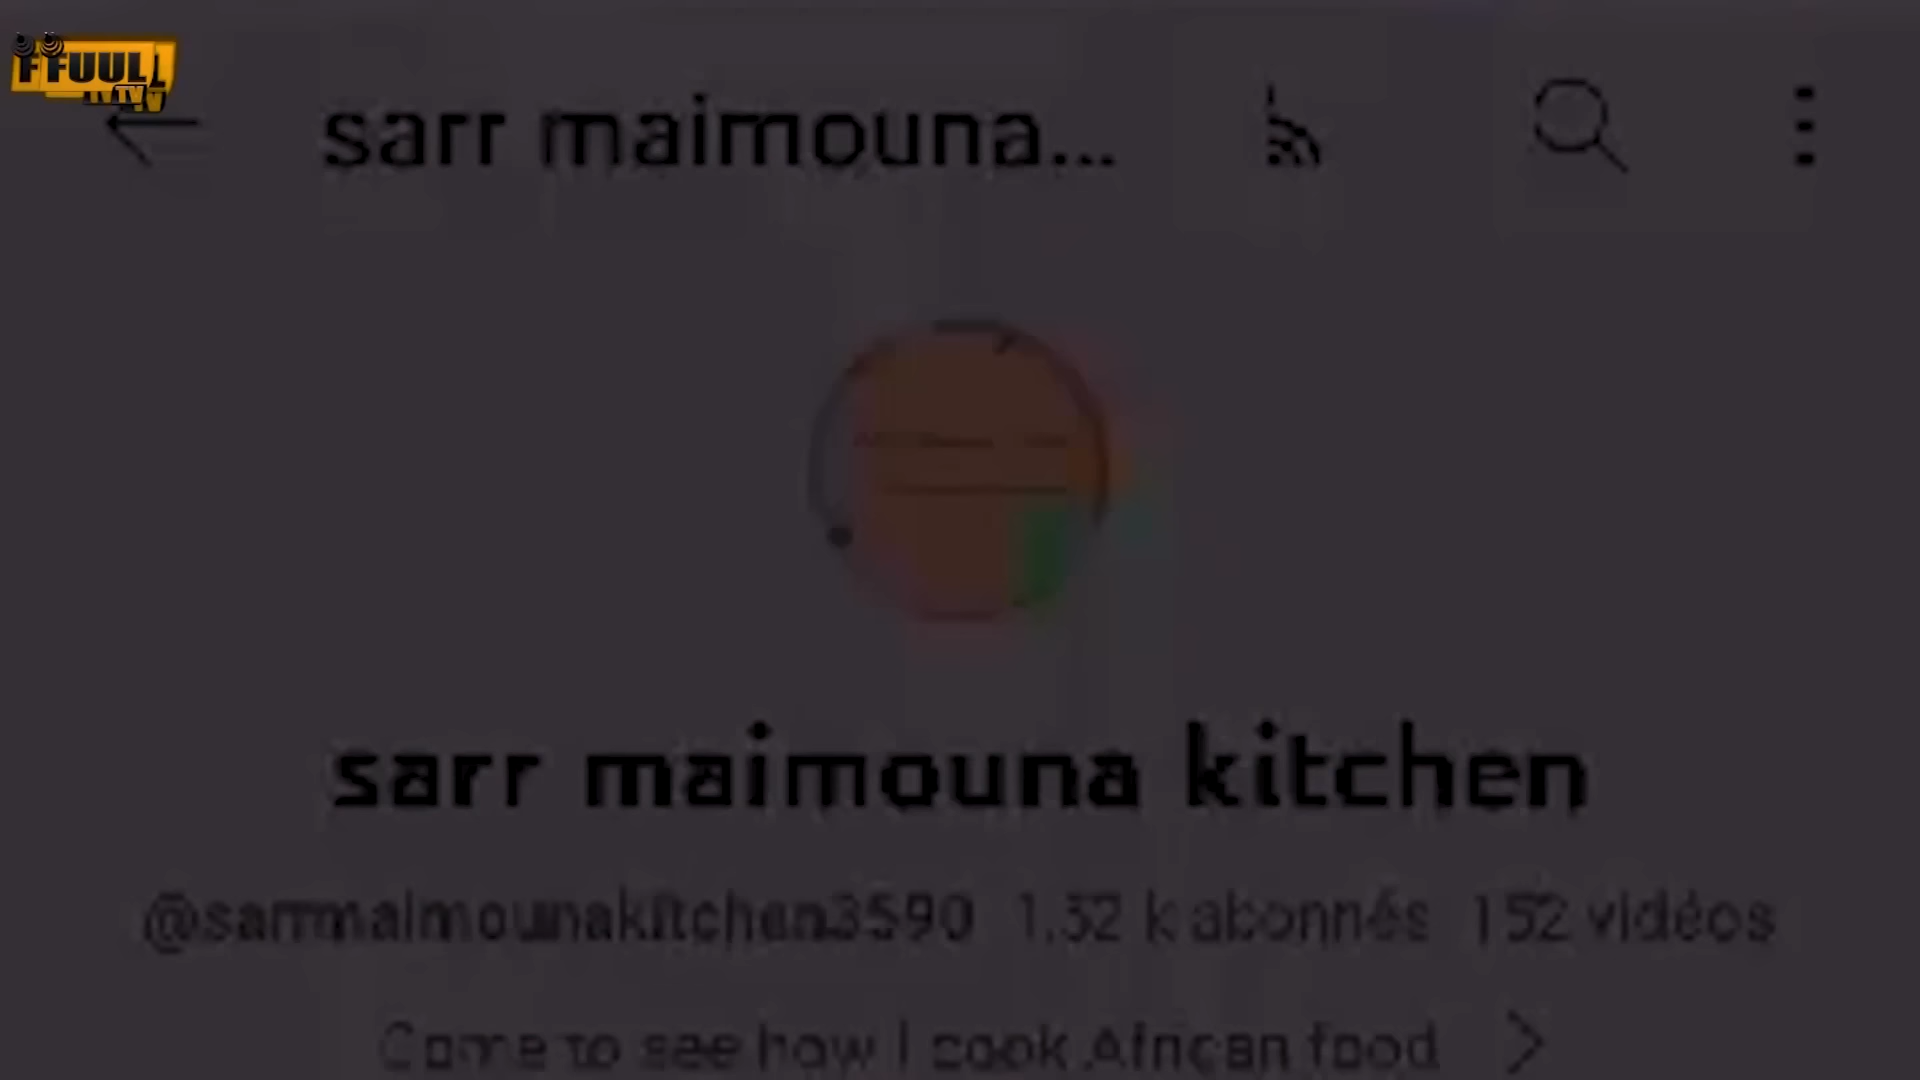 FFUULL
TV
sarr maimouna...
sarr maimouna kitchen
@sarrmaimounakitchen3590 1.32 k abonnés 152 vidéos
Come to see how I cook African food